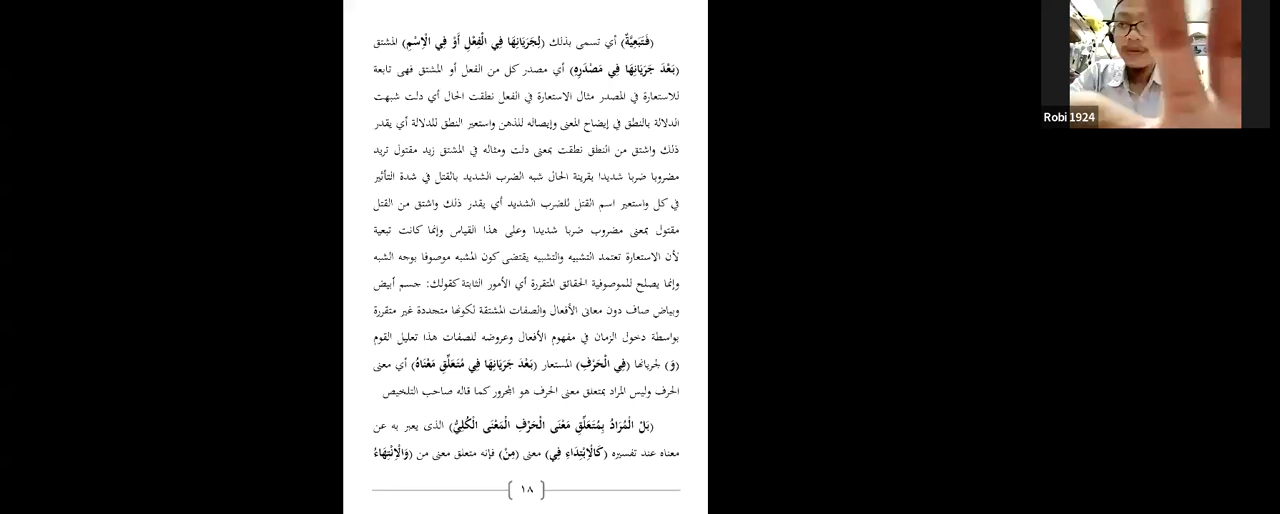 (فَتَبَعِيَّةٌ) أي تسمى بذلك (لِجَرَيَانِهَا فِي الْفِعْلِ أَوْ فِي الْاِسْمِ) المشتق
(بَعْدَ جَرَيَانِهَا فِي مَصْدَرِهِ) أي مصدر كل من الفعل أو المشتق فهى تابعة
للاستعارة في المصدر مثال الاستعارة في الفعل نطقت الحال أي دلت شبهت
الدلالة بالنطق في إيضاح المعنى وإيصاله للذهن واستعير النطق للدلالة أي يقدر
ذلك واشتق من النطق نطقت بمعنى دلت ومثاله في المشتق زيد مقتول تريد
مضروبا ضربا شديدا بقرينة الحال شبه الضرب الشديد بالقتل في شدة التأثير
في كل واستعير اسم القتل للضرب الشديد أي يقدر ذلك واشتق من القتل
مقتول بمعنى مضروب ضربا شديدا وعلى هذا القياس وإنما كانت تبعية
لأن الاستعارة تعتمد التشبيه والتشبيه يقتضى كون المشبه موصوفا بوجه الشبه
وإنما يصلح للموصوفية الحقائق المتقررة أي الأمور الثابتة كقولك: جسم أبيض
وبياض صاف دون معانى الأفعال والصفات المشتقة لكونها متجددة غير متقررة
بواسطة دخول الزمان في مفهوم الأفعال وعروضه للصفات هذا تعليل القوم
(وَ) جريانها (فِي الْحَرْفِ) المستعار (بَعْدَ جَرَيَانِهَا فِي مُتَعَلَّقِ مَعْنَاهُ) أي معنى
الحرف وليس المراد بمتعلق معنى الحرف هو المجرور كما قاله صاحب التلخيص
(بَلْ الْمُرَادُ بِمُتَعَلَّقِ مَعْنَى الْحَرْفِ الْمَعْنَى الْكُلِّيُّ) الذى يعبر به عن
معناه عند تفسيره (كَالْاِبْتِدَاءِ فِي) معنى (مِنْ) فإنه متعلق معنى من (وَالْاِنْتِهَاءُ
١٨
Robi 1924